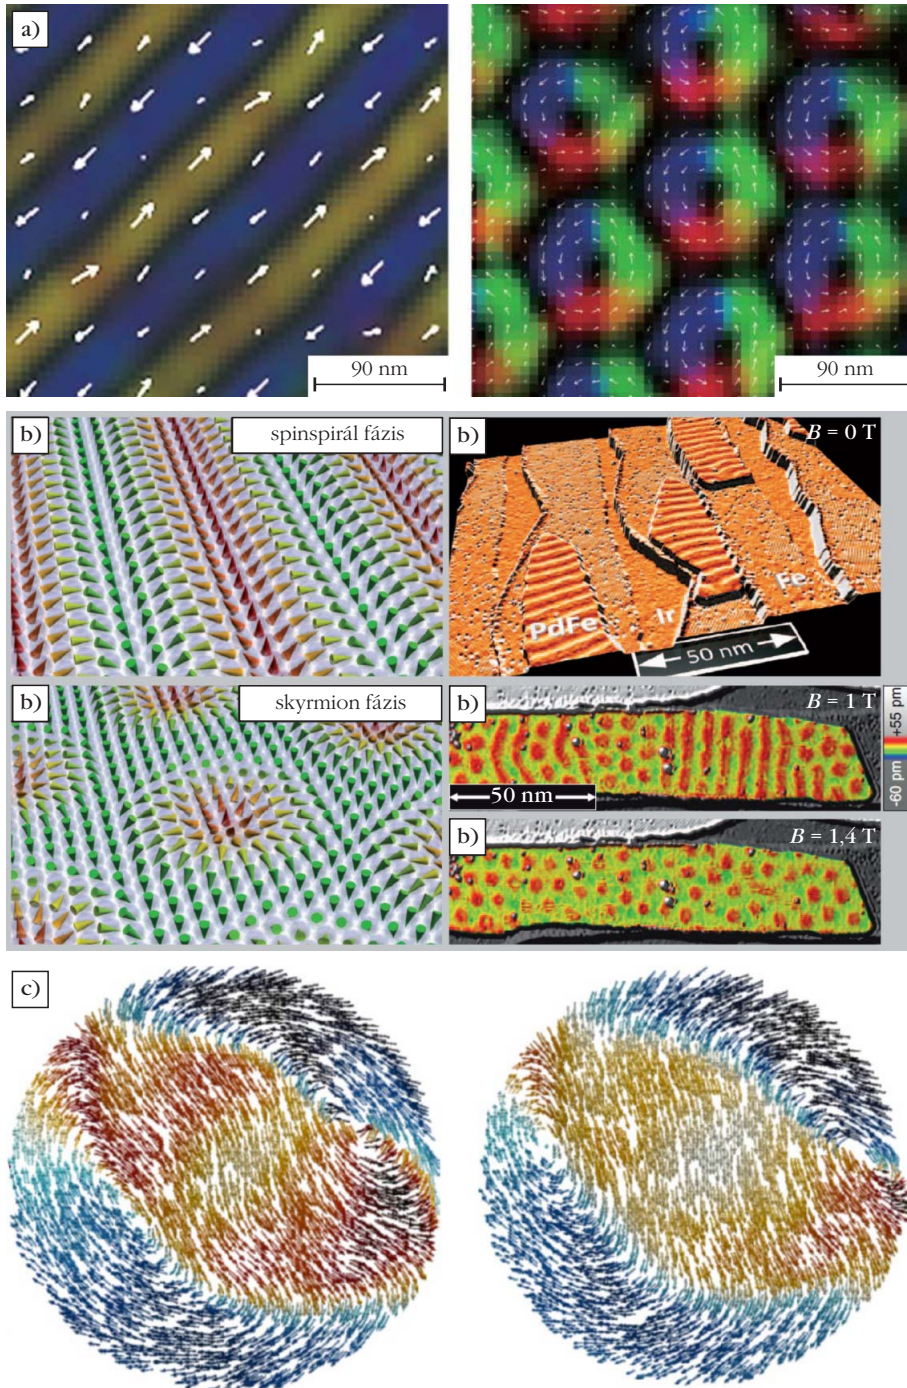 a)
90 nm
90 nm
b)
spinspirál fázis
b)
B = 0 T
PdFe
Ir
Fe
50 nm
b)
skyrmion fázis
b)
B = 1 T
50 nm
+55 pm
-60 pm
b)
B = 1,4 T
c)